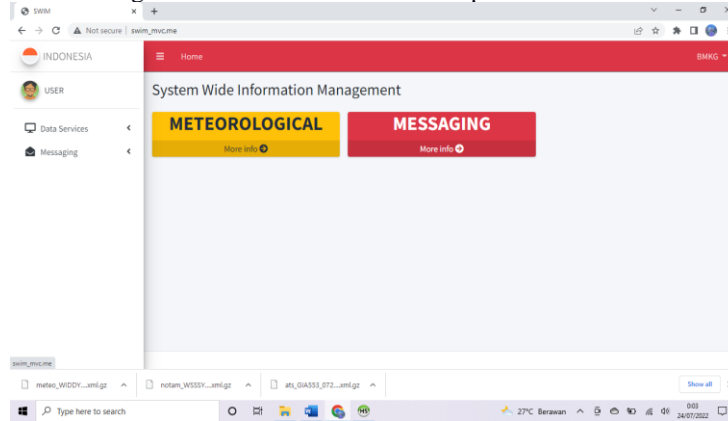 SWIM
Not secure | swim_mvc.me
INDONESIA
Home
BMKG
USER
System Wide Information Management
Data Services
Messaging
METEOROLOGICAL
More info
MESSAGING
More info
swim_mvc.me
meteo_WIDDY....xml.gz
notam_WSSSY....xml.gz
ats_GIA553_072....xml.gz
Show all
Type here to search
27°C Berawan
0:03
24/07/2022